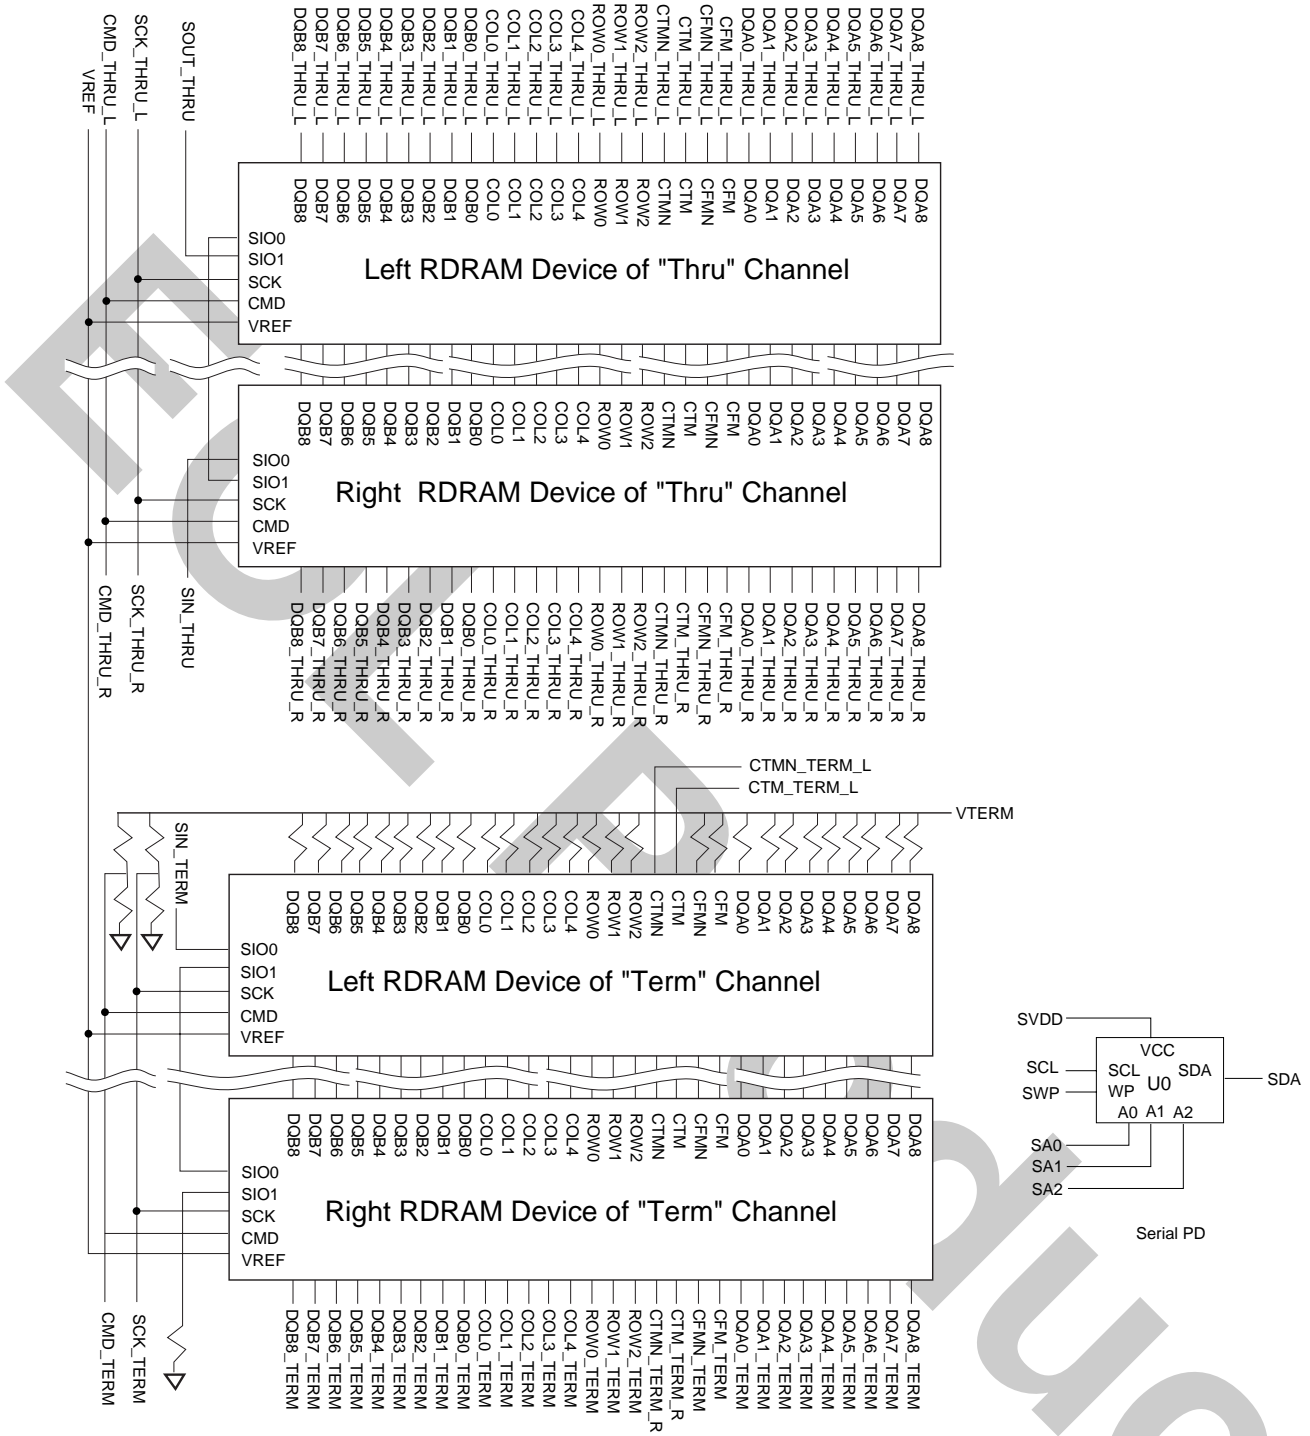 VREF
CMD_THRU_L
SCK_THRU_L
SOUT_THRU
DQB8_THRU_L
DQB7_THRU_L
DQB6_THRU_L
DQB5_THRU_L
DQB4_THRU_L
DQB3_THRU_L
DQB2_THRU_L
DQB1_THRU_L
DQB0_THRU_L
COL0_THRU_L
COL1_THRU_L
COL2_THRU_L
COL3_THRU_L
COL4_THRU_L
ROW0_THRU_L
ROW1_THRU_L
ROW2_THRU_L
CTMN_THRU_L
CTM_THRU_L
CFMN_THRU_L
CFM_THRU_L
DQA0_THRU_L
DQA1_THRU_L
DQA2_THRU_L
DQA3_THRU_L
DQA4_THRU_L
DQA5_THRU_L
DQA6_THRU_L
DQA7_THRU_L
DQA8_THRU_L
DQB8
DQB7
DQB6
DQB5
DQB4
DQB3
DQB2
DQB1
DQB0
COL0
COL1
COL2
COL3
COL4
ROW0
ROW1
ROW2
CTMN
CTM
CFMN
CFM
DQA0
DQA1
DQA2
DQA3
DQA4
DQA5
DQA6
DQA7
DQA8
SIO0
SIO1
SCK
CMD
VREF
Left RDRAM Device of "Thru" Channel
DQB8
DQB7
DQB6
DQB5
DQB4
DQB3
DQB2
DQB1
DQB0
COL0
COL1
COL2
COL3
COL4
ROW0
ROW1
ROW2
CTMN
CTM
CFMN
CFM
DQA0
DQA1
DQA2
DQA3
DQA4
DQA5
DQA6
DQA7
DQA8
SIO0
SIO1
SCK
CMD
VREF
Right RDRAM Device of "Thru" Channel
CMD_THRU_R
SCK_THRU_R
SIN_THRU
DQB8_THRU_R
DQB7_THRU_R
DQB6_THRU_R
DQB5_THRU_R
DQB4_THRU_R
DQB3_THRU_R
DQB2_THRU_R
DQB1_THRU_R
DQB0_THRU_R
COL0_THRU_R
COL1_THRU_R
COL2_THRU_R
COL3_THRU_R
COL4_THRU_R
ROW0_THRU_R
ROW1_THRU_R
ROW2_THRU_R
CTMN_THRU_R
CTM_THRU_R
CFMN_THRU_R
CFM_THRU_R
DQA0_THRU_R
DQA1_THRU_R
DQA2_THRU_R
DQA3_THRU_R
DQA4_THRU_R
DQA5_THRU_R
DQA6_THRU_R
DQA7_THRU_R
DQA8_THRU_R
CTMN_TERM_L
CTM_TERM_L
VTERM
SIN_TERM
DQB8
DQB7
DQB6
DQB5
DQB4
DQB3
DQB2
DQB1
DQB0
COL0
COL1
COL2
COL3
COL4
ROW0
ROW1
ROW2
CTMN
CTM
CFMN
CFM
DQA0
DQA1
DQA2
DQA3
DQA4
DQA5
DQA6
DQA7
DQA8
SIO0
SIO1
SCK
CMD
VREF
Left RDRAM Device of "Term" Channel
DQB8
DQB7
DQB6
DQB5
DQB4
DQB3
DQB2
DQB1
DQB0
COL0
COL1
COL2
COL3
COL4
ROW0
ROW1
ROW2
CTMN
CTM
CFMN
CFM
DQA0
DQA1
DQA2
DQA3
DQA4
DQA5
DQA6
DQA7
DQA8
SIO0
SIO1
SCK
CMD
VREF
Right RDRAM Device of "Term" Channel
CMD_TERM
SCK_TERM
DQB8_TERM
DQB7_TERM
DQB6_TERM
DQB5_TERM
DQB4_TERM
DQB3_TERM
DQB2_TERM
DQB1_TERM
DQB0_TERM
COL0_TERM
COL1_TERM
COL2_TERM
COL3_TERM
COL4_TERM
ROW0_TERM
ROW1_TERM
ROW2_TERM
CTMN_TERM_R
CTM_TERM_R
CFMN_TERM
CFM_TERM
DQA0_TERM
DQA1_TERM
DQA2_TERM
DQA3_TERM
DQA4_TERM
DQA5_TERM
DQA6_TERM
DQA7_TERM
DQA8_TERM
SVDD
SCL
SWP
VCC
SCL
SDA
WP
U0
A0 A1 A2
SDA
SA0
SA1
SA2
Serial PD